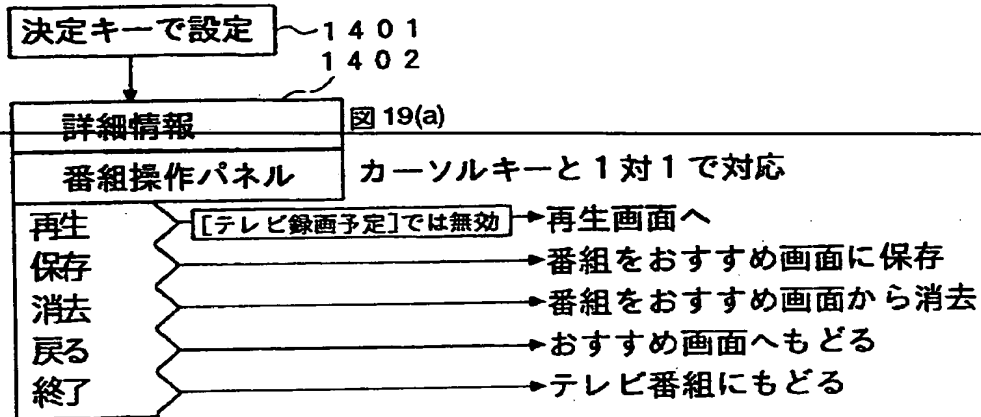 決定キーで設定 1401
1402
詳細情報 図19(a)
番組操作パネル カーソルキーと1対1で対応
再生 [テレビ録画予定]では無効 再生画面へ
保存 番組をおすすめ画面に保存
消去 番組をおすすめ画面から消去
戻る おすすめ画面へもどる
終了 テレビ番組にもどる